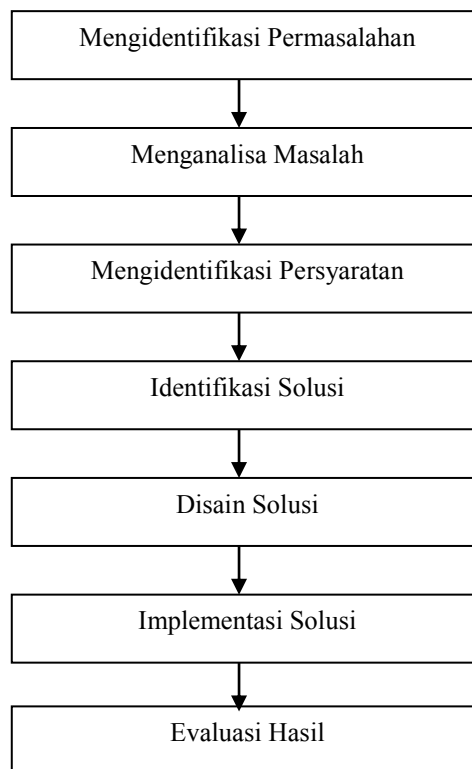 Mengidentifikasi Permasalahan
Menganalisa Masalah
Mengidentifikasi Persyaratan
Identifikasi Solusi
Disain Solusi
Implementasi Solusi
Evaluasi Hasil